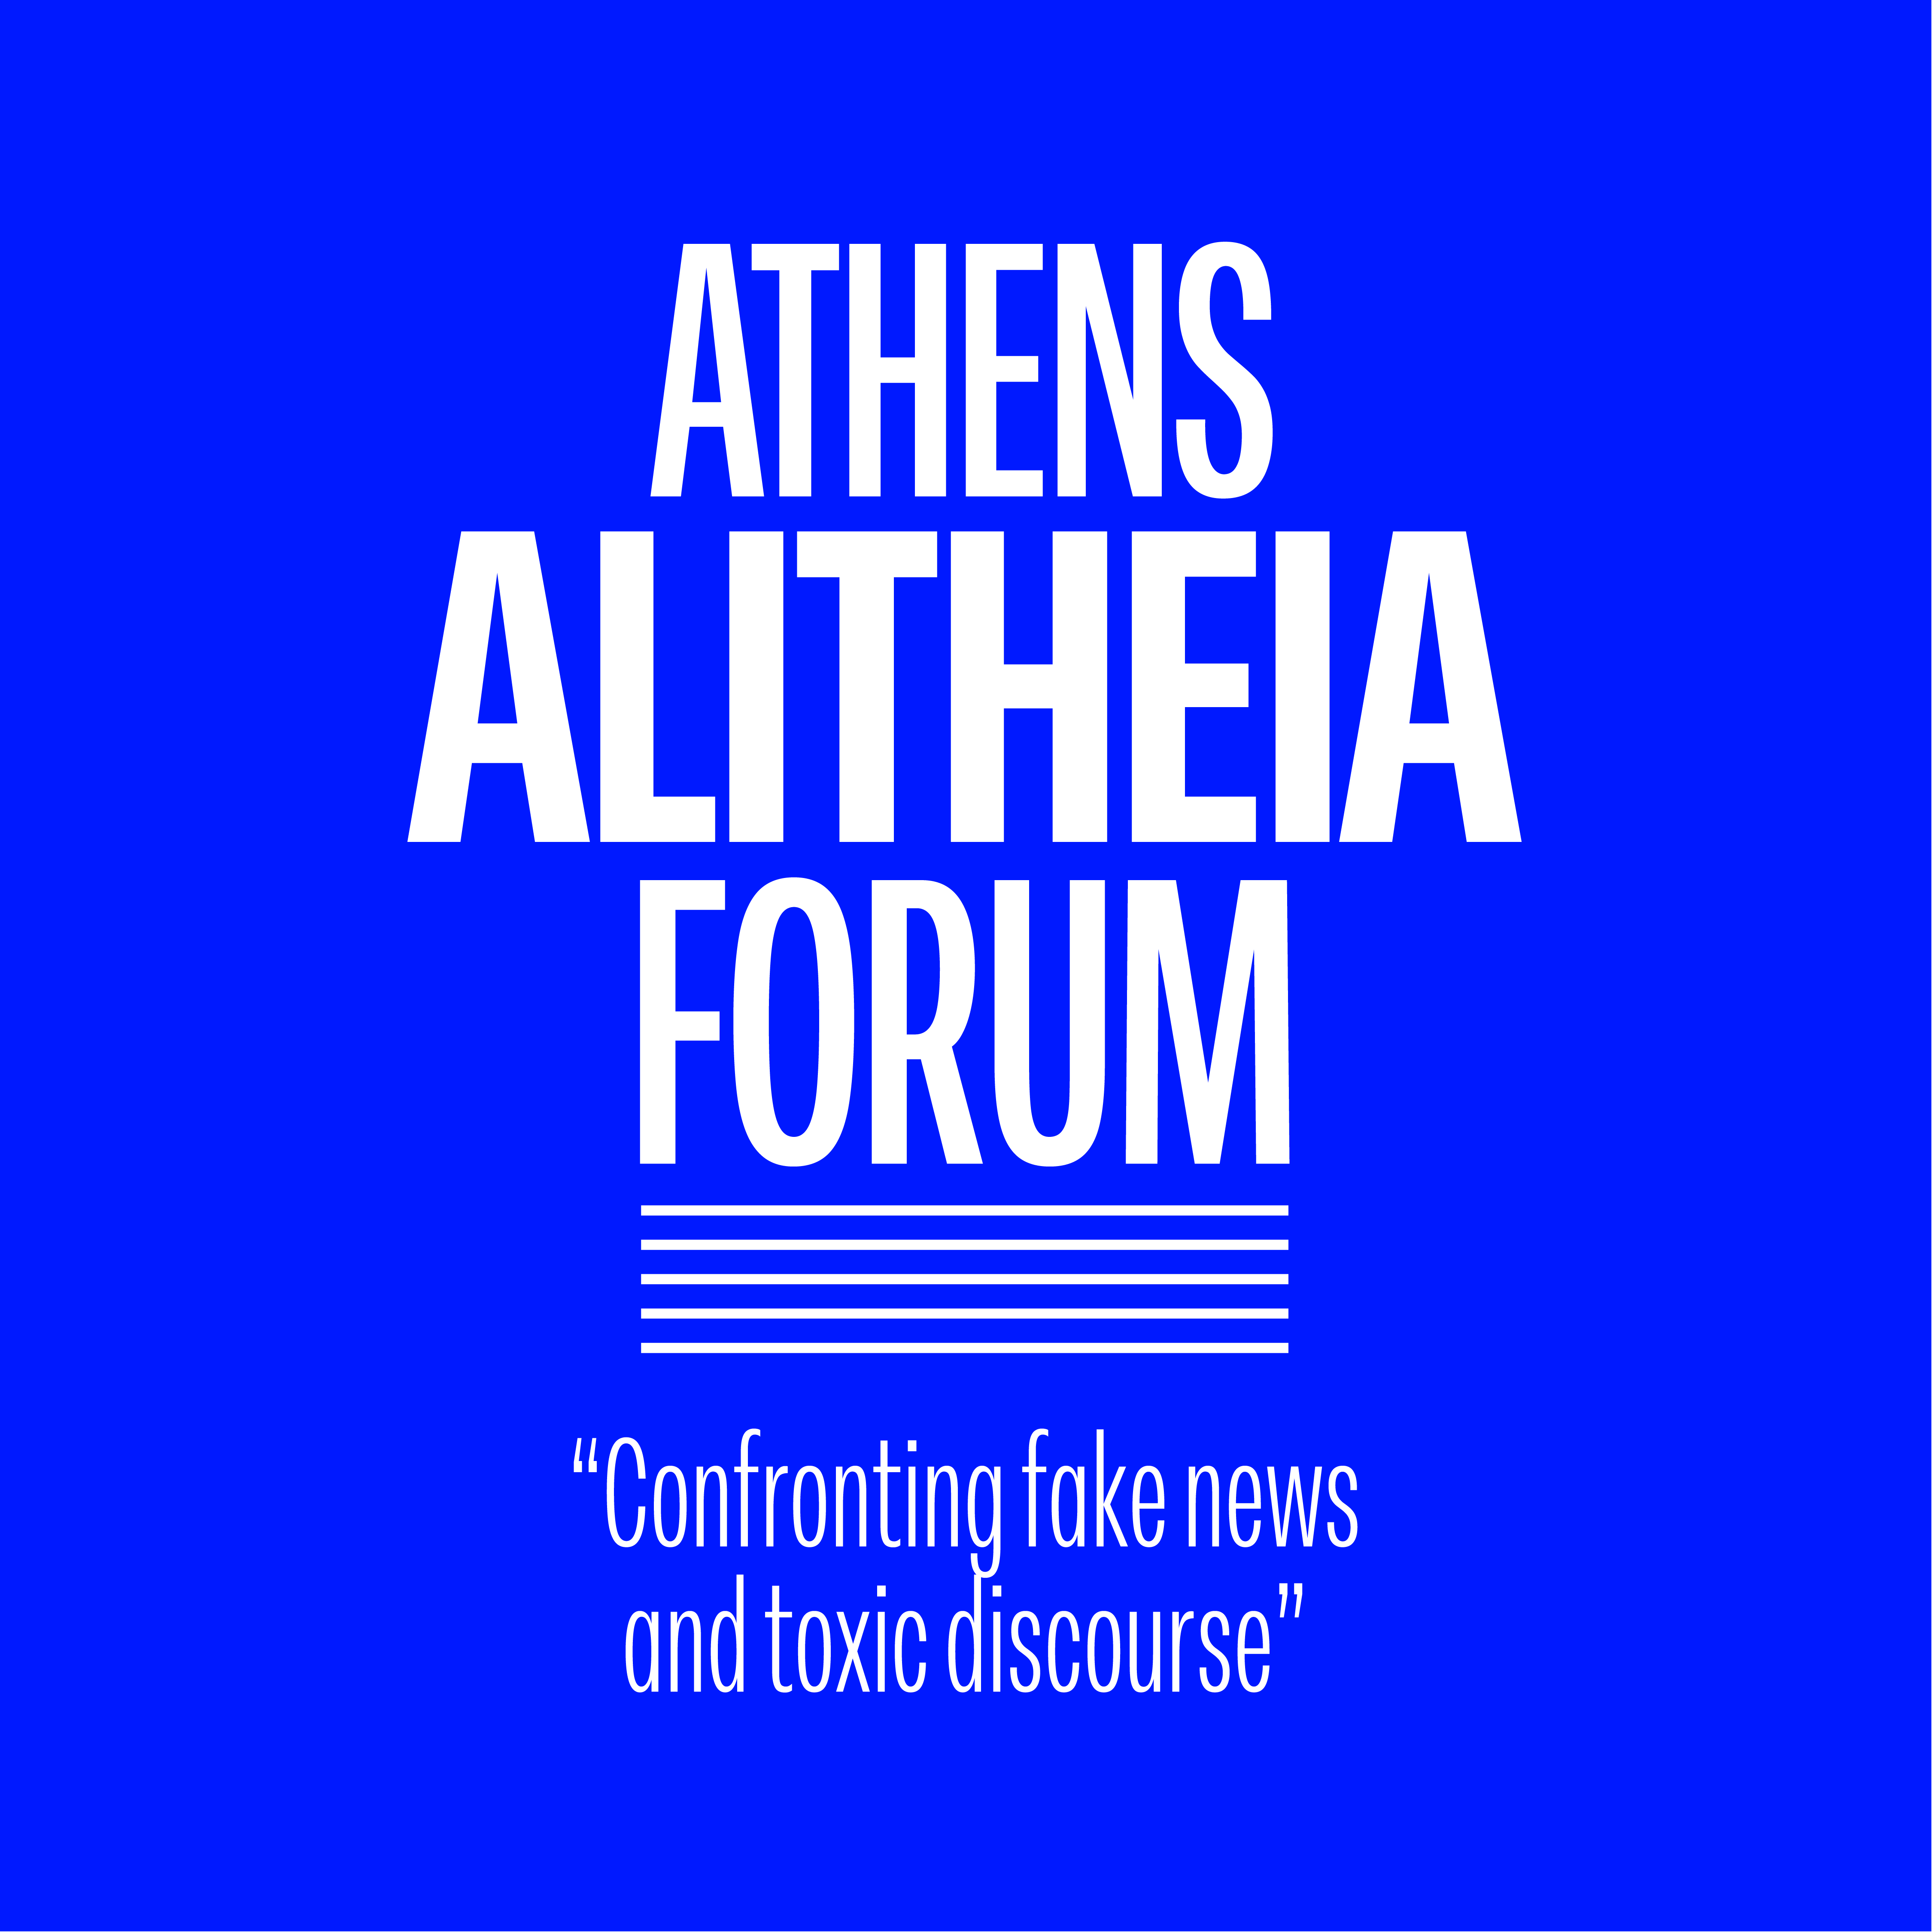 ATHENS
ALITHEIA
FORUM
“Confronting fake news
and toxic discourse”